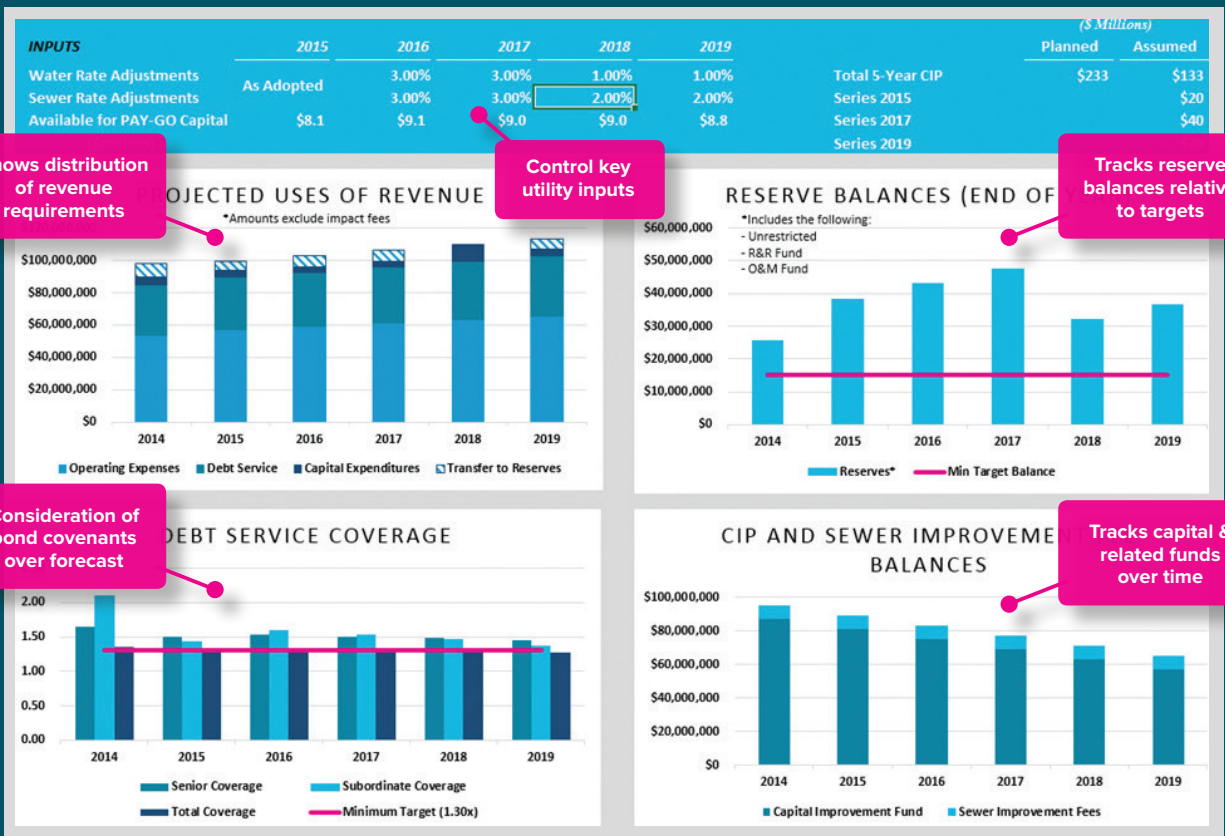 ($ Millions)
INPUTS 2015 2016 2017 2018 2019 Planned Assumed
Water Rate Adjustments As Adopted 3.00% 3.00% 1.00% 1.00% Total 5-Year CIP $233 $133
Sewer Rate Adjustments 3.00% 3.00% 2.00% 2.00% Series 2015 $20
Available for PAY-GO Capital $8.1 $9.1 $9.0 $9.0 $8.8 Series 2017 $40
Series 2019
distribution
of revenue
requirements
Control key
utility inputs
Tracks
balances
to targets
USES OF REVENUE
*Amounts exclude impact fees
$100,000,000
$80,000,000
$60,000,000
$40,000,000
$20,000,000
$0
2014 2015 2016 2017 2018 2019
Operating Expenses Debt Service Capital Expenditures Transfer to Reserves
RESERVE BALANCES (END OF
*Includes the following:
- Unrestricted
- R&R Fund
- O&M Fund
$60,000,000
$50,000,000
$40,000,000
$30,000,000
$20,000,000
$10,000,000
$0
2014 2015 2016 2017 2018 2019
Reserves* Min Target Balance
Consideration of
bond covenants
over forecast
DEBT SERVICE COVERAGE
2.00
1.50
1.00
0.50
0.00
2014 2015 2016 2017 2018 2019
Senior Coverage Subordinate Coverage
Total Coverage Minimum Target (1.30x)
CIP AND SEWER
BALANCES
Tracks capital &
related funds
over time
$100,000,000
$80,000,000
$60,000,000
$40,000,000
$20,000,000
$0
2014 2015 2016 2017 2018 2019
Capital Improvement Fund Sewer Improvement Fees